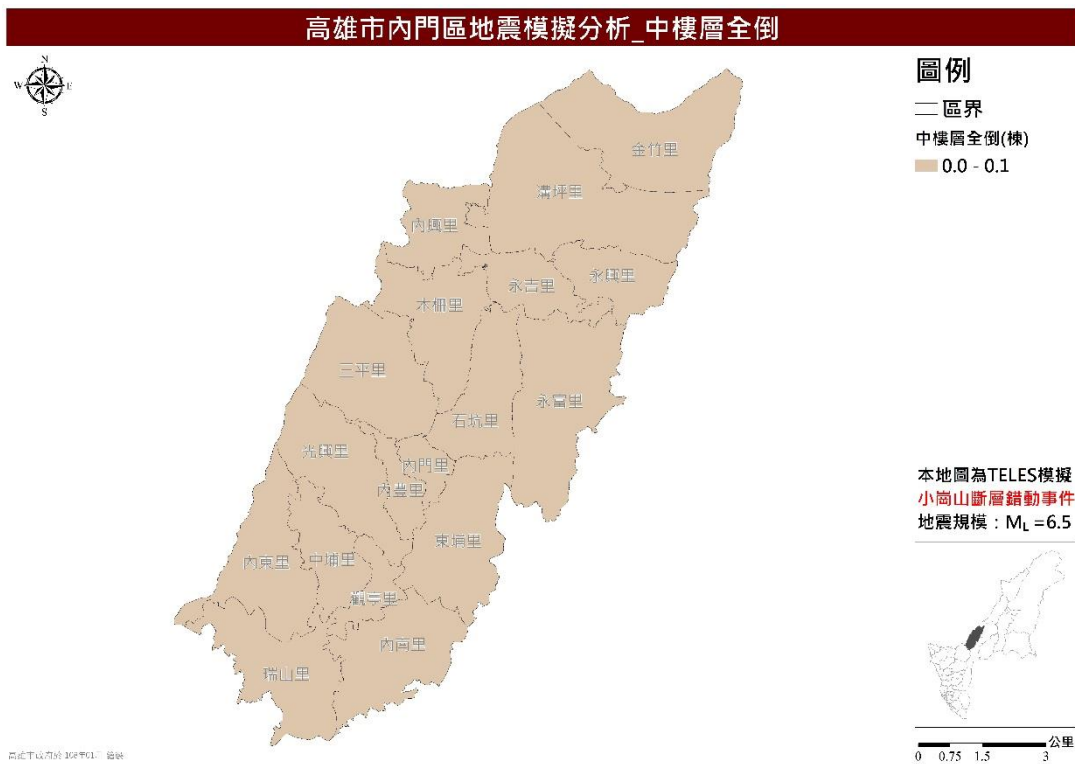 高雄市內門區地震模擬分析_中樓層全倒
N
W E
S
圖例
區界
中樓層全倒(棟)
0.0 - 0.1
金竹里
溝坪里
內埔里
永吉里
永興里
木柵里
三平里
永富里
石坑里
光興里
內門里
內豊里
東埔里
中埔里
內東里
觀亭里
內南里
瑞山里
本地圖為TELES模擬
小崗山斷層錯動事件
地震規模：ML =6.5
公里
0 0.75 1.5 3